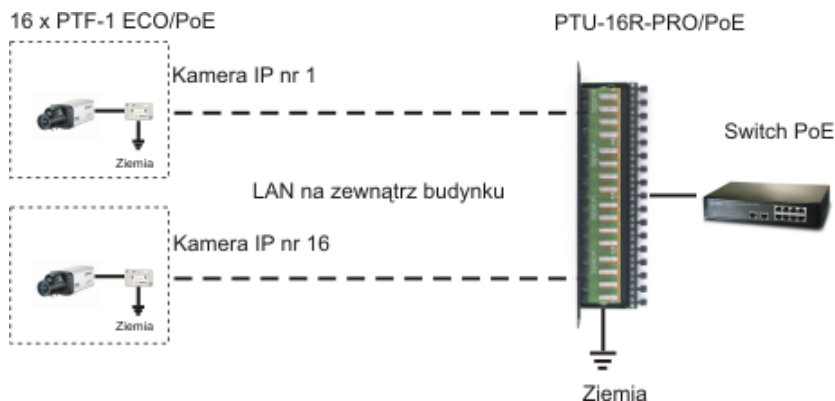 16 x PTF-1 ECO/PoE
PTU-16R-PRO/PoE
Kamera IP nr 1
Ziemia
Switch PoE
LAN na zewnątrz budynku
Kamera IP nr 16
Ziemia
Ziemia